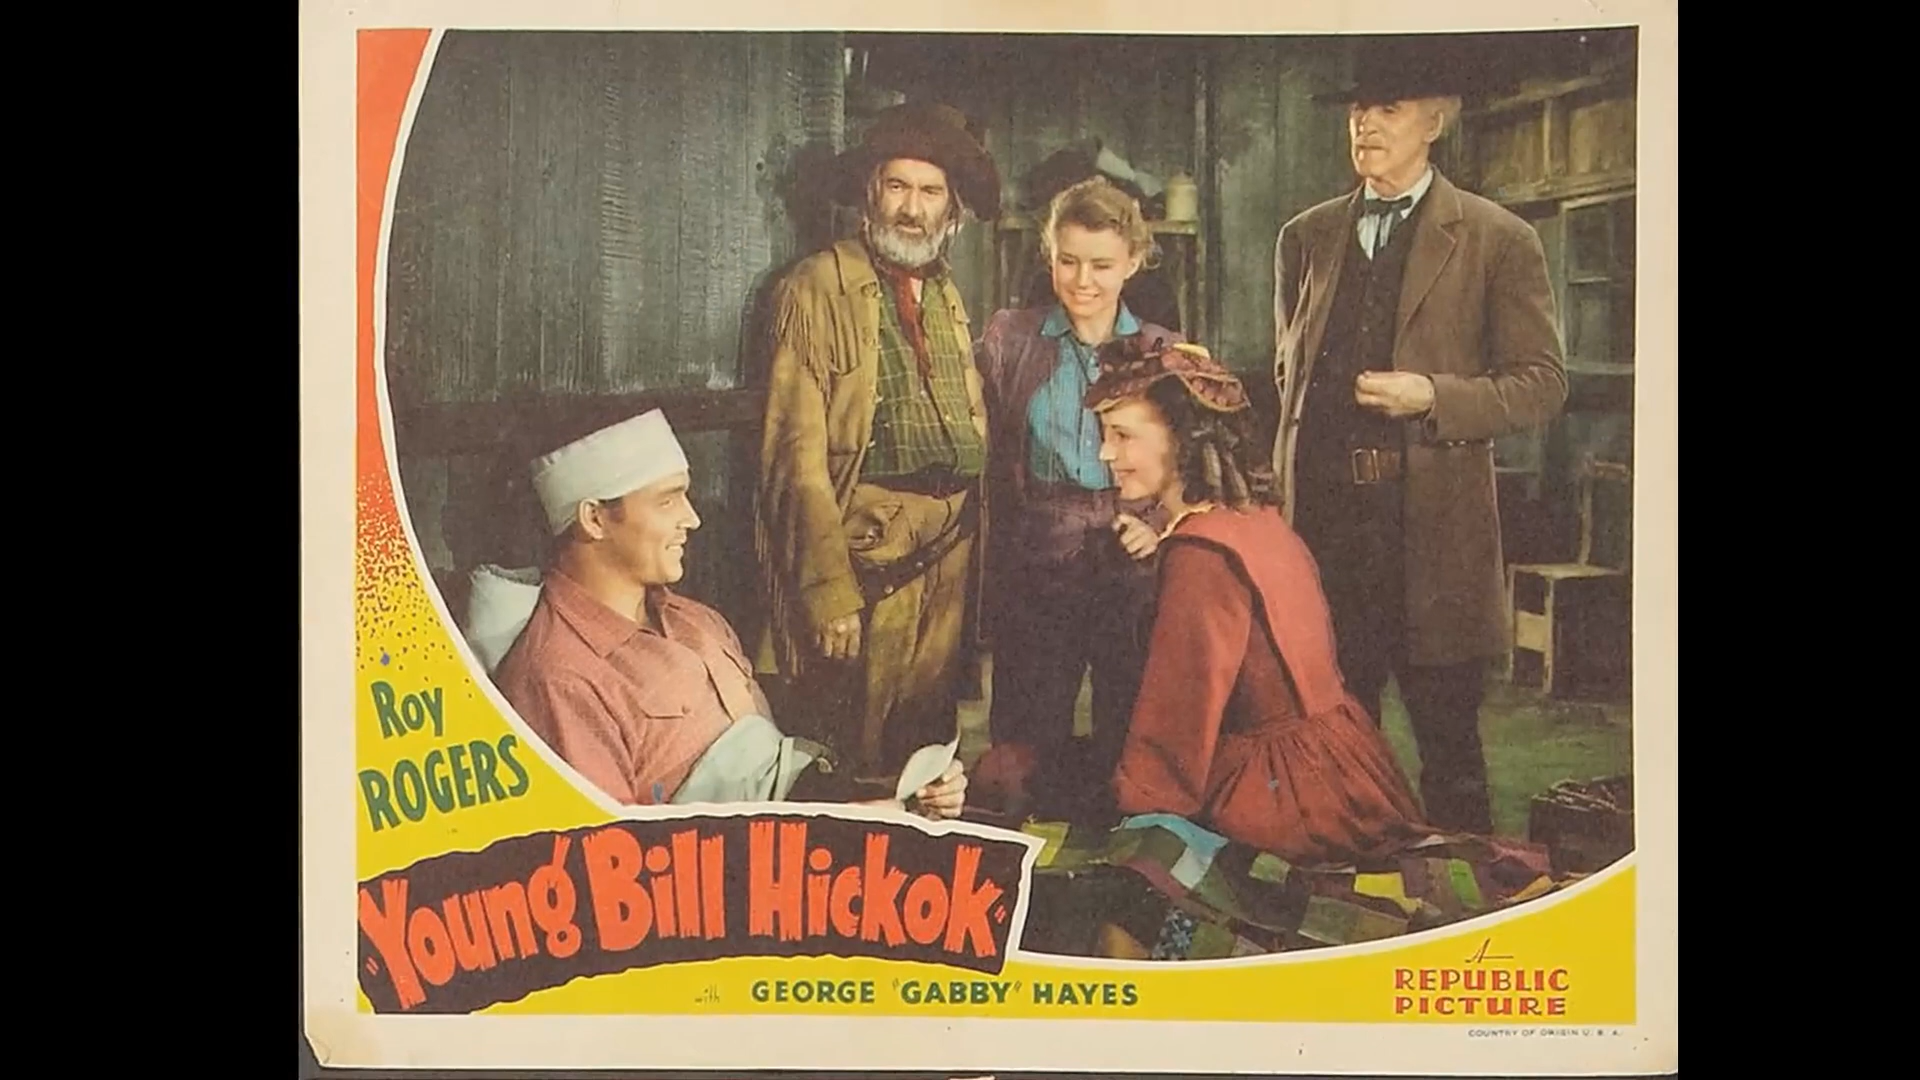 Roy
ROGERS
"Young Bill Hickok"
with GEORGE "GABBY" HAYES
A
REPUBLIC
PICTURE
COUNTRY OF ORIGIN U. S. A.